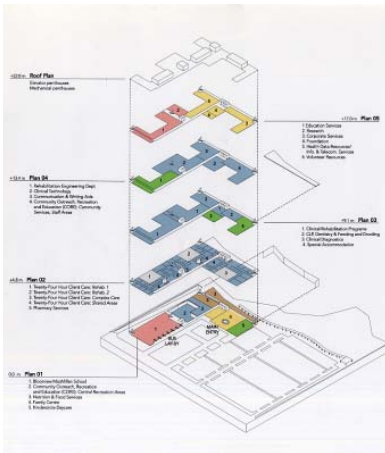 Roof Plan
Elevator penthouses
Mechanical penthouses
+17.0 m Plan 05
1 Education Services
2 Research
3 Corporate Services
4 Foundation
5 Health Data Resources/
Info. & Telecom. Services
6 Volunteer Resources
Plan 04
1. Rehabilitation Engineering Dept.
2 Clinical Technology
3 Communication & Writing Aids
4 Community Outreach, Recreation
and Education (CORE): Community
Services, Staff Areas
Plan 03
1 Clinical Rehabilitation Programs
2 Dentistry & Feeding and Drooling
3 Clinical Diagnostics
4 Special Accommodation
Plan 02
1 Twenty-Four Hour Client Care, Rehab. 1
2 Twenty-Four Hour Client Care, Rehab. 2
3 Twenty-Four Hour Client Care, Complex Care
4 Twenty-Four Hour Client Care, Shared Areas
5 Pharmacy Services
MAIN
ENTRY
BUS
LAY-BY
Plan 01
1 Bloorview MacMillan School
2 Community Outreach, Recreation
and Education (CORE): Central Recreation Areas
3 Nutrition & Food Services
4 Family Centre
5 Kinderama Daycare